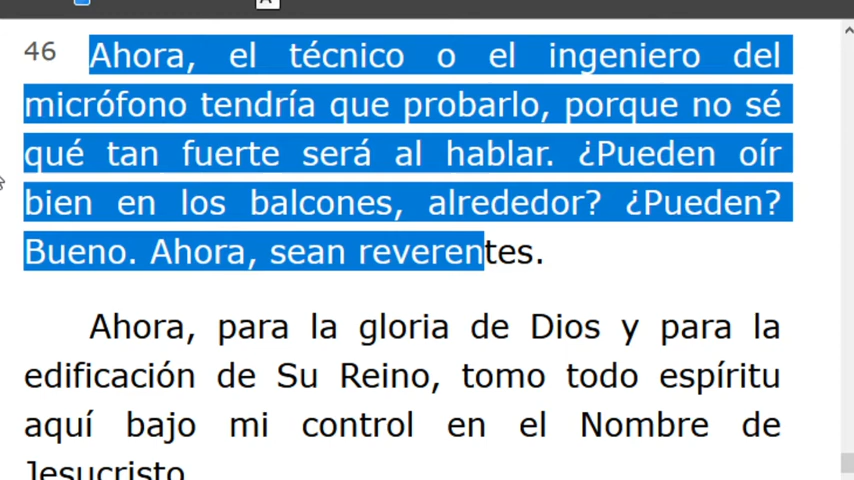 46 Ahora, el técnico o el ingeniero del
micrófono tendría que probarlo, porque no sé
qué tan fuerte será al hablar. ¿Pueden oír
bien en los balcones, alrededor? ¿Pueden?
Bueno. Ahora, sean reverentes.
Ahora, para la gloria de Dios y para la
edificación de Su Reino, tomo todo espíritu
aquí bajo mi control en el Nombre de
Jesucristo.